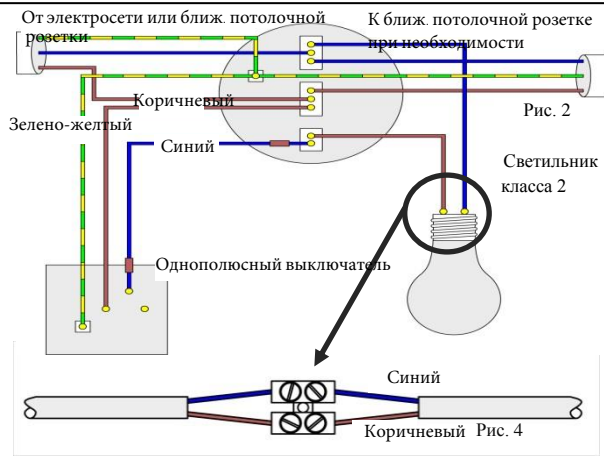 От электросети или ближ. потолочной
розетки
К ближ. потолочной розетке
при необходимости
Коричневый
Рис. 2
Зелено-желтый
Синий
Светильник
класса 2
Однополюсный выключатель
Синий
Коричневый Рис. 4